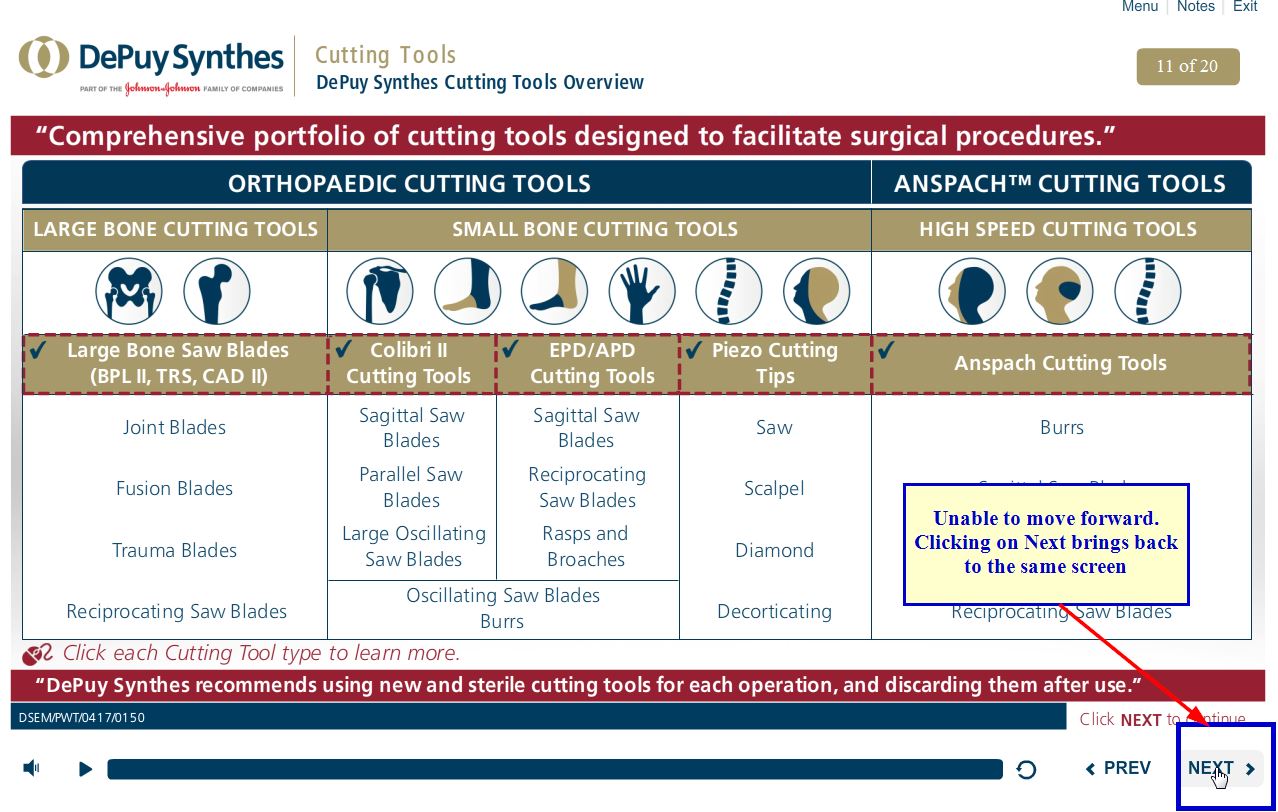 Menu | Notes | Exit
DePuy Synthes
PART OF THE Johnson & Johnson FAMILY OF COMPANIES
Cutting Tools
DePuy Synthes Cutting Tools Overview
11 of 20
“Comprehensive portfolio of cutting tools designed to facilitate surgical procedures.”
ORTHOPAEDIC CUTTING TOOLS
ANSPACH™ CUTTING TOOLS
LARGE BONE CUTTING TOOLS
SMALL BONE CUTTING TOOLS
HIGH SPEED CUTTING TOOLS
Large Bone Saw Blades
(BPL II, TRS, CAD II)
Colibri II
Cutting Tools
EPD/APD
Cutting Tools
Piezo Cutting
Tips
Anspach Cutting Tools
Joint Blades
Fusion Blades
Trauma Blades
Reciprocating Saw Blades
Sagittal Saw
Blades
Parallel Saw
Blades
Large Oscillating
Saw Blades
Sagittal Saw
Blades
Reciprocating
Saw Blades
Rasps and
Broaches
Oscillating Saw Blades
Burrs
Saw
Scalpel
Diamond
Decorticating
Burrs
Reciprocating Saw Blades
Unable to move forward.
Clicking on Next brings back
to the same screen
Click each Cutting Tool type to learn more.
“DePuy Synthes recommends using new and sterile cutting tools for each operation, and discarding them after use.”
DSEM/PWT/0417/0150
Click NEXT to continue
PREV
NEXT